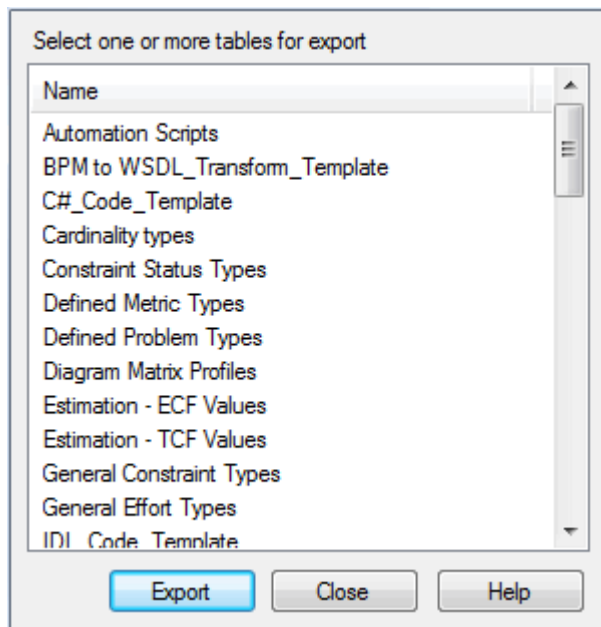 Select one or more tables for export
Name
Automation Scripts
BPM to WSDL_Transform_Template
C#_Code_Template
Cardinality types
Constraint Status Types
Defined Metric Types
Defined Problem Types
Diagram Matrix Profiles
Estimation - ECF Values
Estimation - TCF Values
General Constraint Types
General Effort Types
IDL_Code_Template
Export Close Help